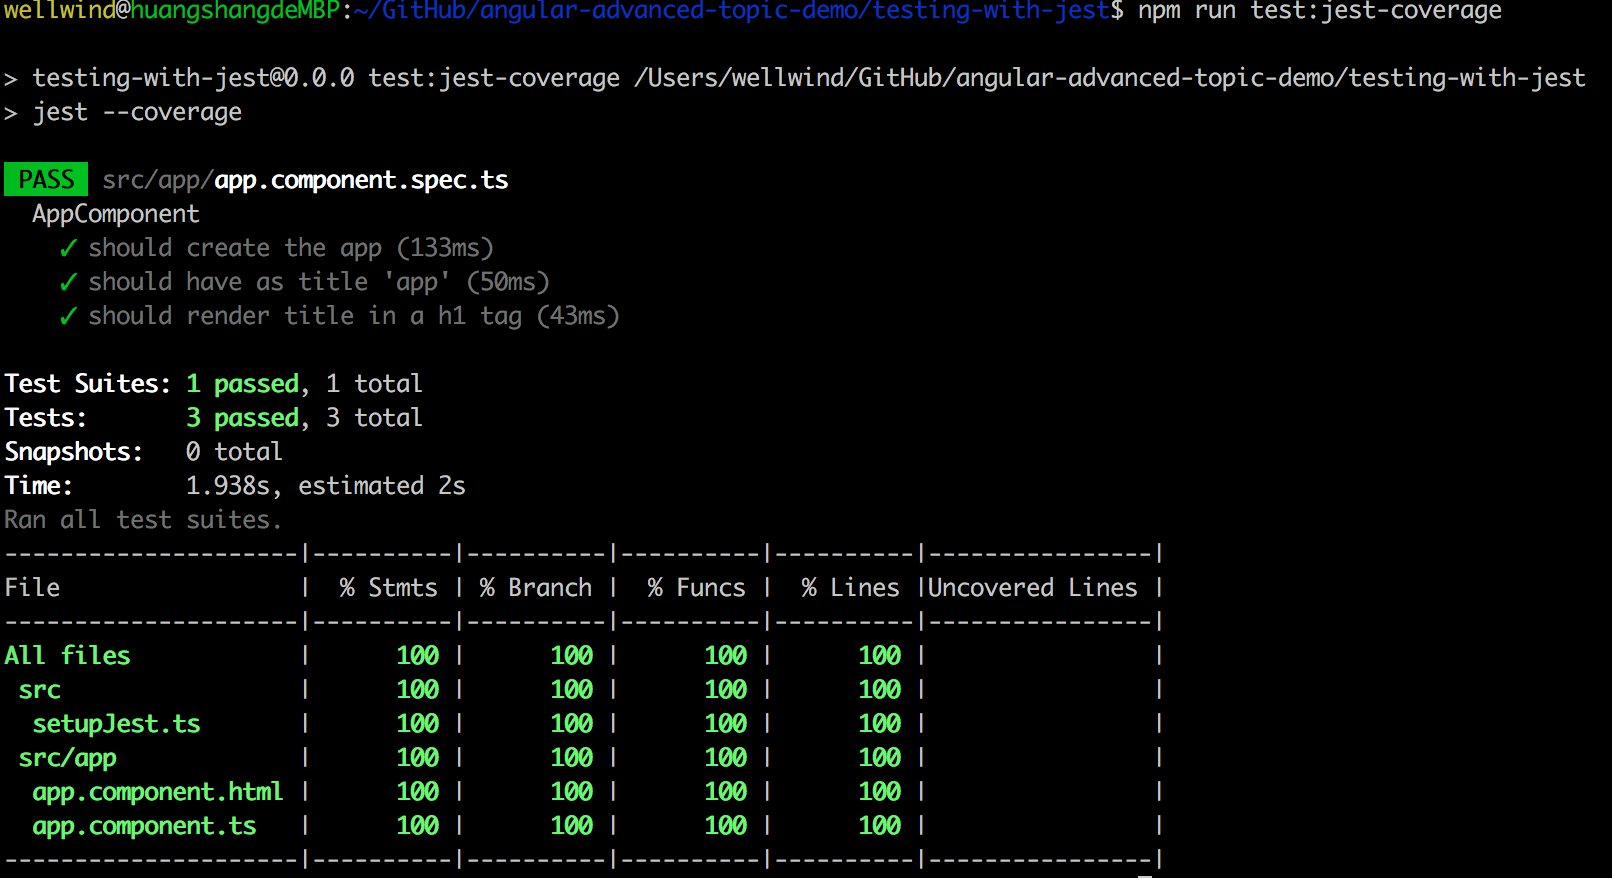 wellwind@huangshangdeMBP:~/GitHub/angular-advanced-topic-demo/testing-with-jest$ npm run test:jest-coverage
> testing-with-jest@0.0.0 test:jest-coverage /Users/wellwind/GitHub/angular-advanced-topic-demo/testing-with-jest
> jest --coverage
PASS src/app/app.component.spec.ts
AppComponent
✓ should create the app (133ms)
✓ should have as title 'app' (50ms)
✓ should render title in a h1 tag (43ms)
Test Suites: 1 passed, 1 total
Tests: 3 passed, 3 total
Snapshots: 0 total
Time: 1.938s, estimated 2s
Ran all test suites.
---------------------|----------|----------|----------|----------|----------------|
File | % Stmts | % Branch | % Funcs | % Lines |Uncovered Lines |
---------------------|----------|----------|----------|----------|----------------|
All files | 100 | 100 | 100 | 100 | |
src | 100 | 100 | 100 | 100 | |
setupJest.ts | 100 | 100 | 100 | 100 | |
src/app | 100 | 100 | 100 | 100 | |
app.component.html | 100 | 100 | 100 | 100 | |
app.component.ts | 100 | 100 | 100 | 100 | |
---------------------|----------|----------|----------|----------|----------------|